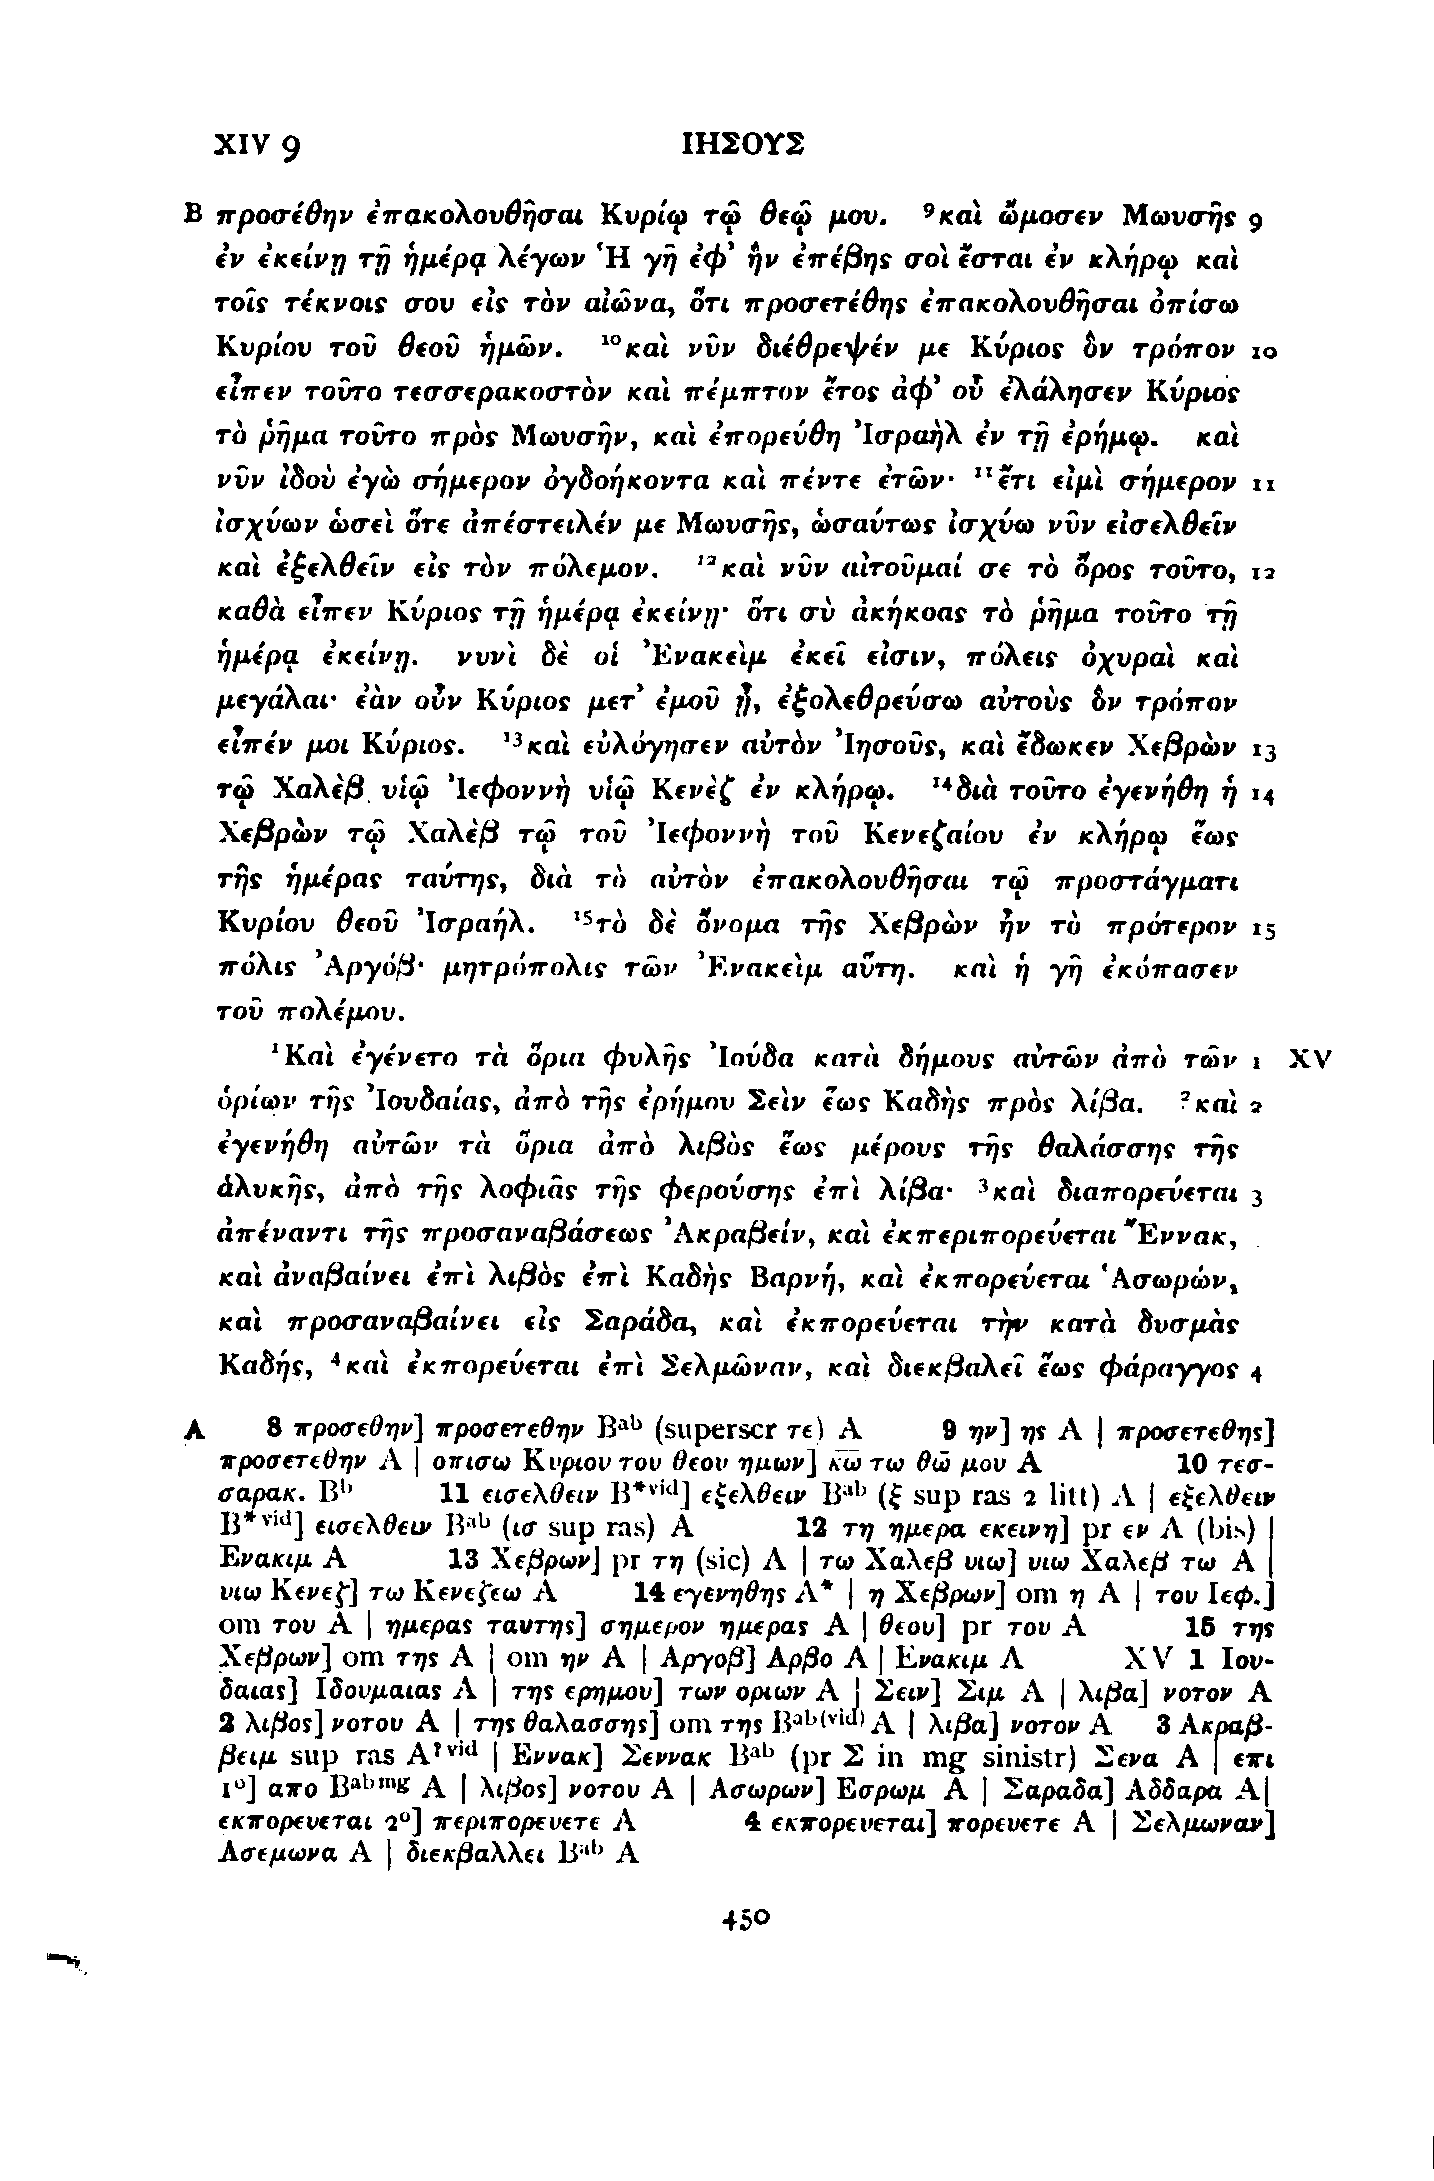 XIV 9 ΙΗΣΟΥΣ
B προσέθην ἐπακολουθῆσαι Κυρίῳ τῷ θεῷ μου. ⁹καὶ ὤμοσεν Μωυσῆς 9
ἐν ἐκείνῃ τῇ ἡμέρᾳ λέγων Ἡ γῆ ἐφ᾽ ἣν ἐπέβης σοὶ ἔσται ἐν κλήρῳ καὶ
τοῖς τέκνοις σου εἰς τὸν αἰῶνα, ὅτι προσετέθης ἐπακολουθῆσαι ὀπίσω
Κυρίου τοῦ θεοῦ ἡμῶν. ¹⁰καὶ νῦν διέθρεψέν με Κύριος ὃν τρόπον 10
εἶπεν τοῦτο τεσσερακοστὸν καὶ πέμπτον ἔτος ἀφ᾽ οὗ ἐλάλησεν Κύριος
τὸ ῥῆμα τοῦτο πρὸς Μωυσῆν, καὶ ἐπορεύθη Ἰσραὴλ ἐν τῇ ἐρήμῳ. καὶ
νῦν ἰδοὺ ἐγὼ σήμερον ὀγδοήκοντα καὶ πέντε ἐτῶν· ¹¹ἔτι εἰμὶ σήμερον 11
ἰσχύων ὡσεὶ ὅτε ἀπέστειλέν με Μωυσῆς, ὡσαύτως ἰσχύω νῦν εἰσελθεῖν
καὶ ἐξελθεῖν εἰς τὸν πόλεμον. ¹²καὶ νῦν αἰτοῦμαί σε τὸ ὄρος τοῦτο, 12
καθὰ εἶπεν Κύριος τῇ ἡμέρᾳ ἐκείνῃ· ὅτι σὺ ἀκήκοας τὸ ῥῆμα τοῦτο τῇ
ἡμέρᾳ ἐκείνῃ. νυνὶ δὲ οἱ Ἐνακεὶμ ἐκεῖ εἰσιν, πόλεις ὀχυραὶ καὶ
μεγάλαι· ἐὰν οὖν Κύριος μετ᾽ ἐμοῦ ᾖ, ἐξολεθρεύσω αὐτοὺς ὃν τρόπον
εἶπέν μοι Κύριος. ¹³καὶ εὐλόγησεν αὐτὸν Ἰησοῦς, καὶ ἔδωκεν Χεβρὼν 13
τῷ Χαλὲβ υἱῷ Ἰεφοννὴ υἱῷ Κενὲζ ἐν κλήρῳ. ¹⁴διὰ τοῦτο ἐγενήθη ἡ 14
Χεβρὼν τῷ Χαλὲβ τῷ τοῦ Ἰεφοννὴ τοῦ Κενεζαίου ἐν κλήρῳ ἕως
τῆς ἡμέρας ταύτης, διὰ τὸ αὐτὸν ἐπακολουθῆσαι τῷ προστάγματι
Κυρίου θεοῦ Ἰσραήλ. ¹⁵τὸ δὲ ὄνομα τῆς Χεβρὼν ἦν τὸ πρότερον 15
πόλις Ἀργόβ· μητρόπολις τῶν Ἐνακεὶμ αὕτη. καὶ ἡ γῆ ἐκόπασεν
τοῦ πολέμου.
¹Καὶ ἐγένετο τὰ ὅρια φυλῆς Ἰούδα κατὰ δήμους αὐτῶν ἀπὸ τῶν 1 XV
ὁρίων τῆς Ἰουδαίας, ἀπὸ τῆς ἐρήμου Σεὶν ἕως Καδὴς πρὸς λίβα. ²καὶ 2
ἐγενήθη αὐτῶν τὰ ὅρια ἀπὸ λιβὸς ἕως μέρους τῆς θαλάσσης τῆς
ἁλυκῆς, ἀπὸ τῆς λοφιᾶς τῆς φερούσης ἐπὶ λίβα· ³καὶ διαπορεύεται 3
ἀπέναντι τῆς προσαναβάσεως Ἀκραβείν, καὶ ἐκπεριπορεύεται Ἔννακ,
καὶ ἀναβαίνει ἐπὶ λιβὸς ἐπὶ Καδὴς Βαρνή, καὶ ἐκπορεύεται Ἁσωρών,
καὶ προσαναβαίνει εἰς Σαράδα, καὶ ἐκπορεύεται τὴν κατὰ δυσμὰς
Καδής, ⁴καὶ ἐκπορεύεται ἐπὶ Σελμῶναν, καὶ διεκβαλεῖ ἕως φάραγγος 4
A 8 προσεθην] προσετεθην Bᵃᵇ (superscr τε) A 9 ην] ης A | προσετεθης]
προσετεθην A | οπισω Κυριου του θεου ημων] κ̅ω̅ τω θ̅ω̅ μου A 10 τεσ-
σαρακ. Bᵇ 11 εισελθειν B*ᵛⁱᵈ] εξελθειν Bᵃᵇ (ξ sup ras 2 litt) A | εξελθειν
B*ᵛⁱᵈ] εισελθειν Bᵃᵇ (ισ sup ras) A 12 τη ημερα εκεινη] pr εν A (bis) |
Ενακιμ A 13 Χεβρων] pr τη (sic) A | τω Χαλεβ υιω] υιω Χαλεβ τω A |
υιω Κενεζ] τω Κενεζεω A 14 εγενηθης A* | η Χεβρων] om η A | του Ιεφ.]
om του A | ημερας ταυτης] σημερον ημερας A | θεου] pr του A 15 της
Χεβρων] om της A | om ην A | Αργοβ] Αρβο A | Ενακιμ A XV 1 Ιου-
δαιας] Ιδουμαιας A | της ερημου] των οριων A | Σειν] Σιμ A | λιβα] νοτον A
2 λιβος] νοτου A | της θαλασσης] om της Bᵃᵇ⁽ᵛⁱᵈ⁾ A | λιβα] νοτον A 3 Ακραβ-
βειμ sup ras A¹ᵛⁱᵈ | Εννακ] Σεννακ Bᵃᵇ (pr Σ in mg sinistr) Σενα A | επι
1°] απο Bᵃᵇᵐᵍ A | λιβος] νοτου A | Ασωρων] Εσρωμ A | Σαραδα] Αδδαρα A |
εκπορευεται 2°] περιπορευετε A 4 εκπορευεται] πορευετε A | Σελμωναν]
Ασεμωνα A | διεκβαλλει Bᵃᵇ A
450